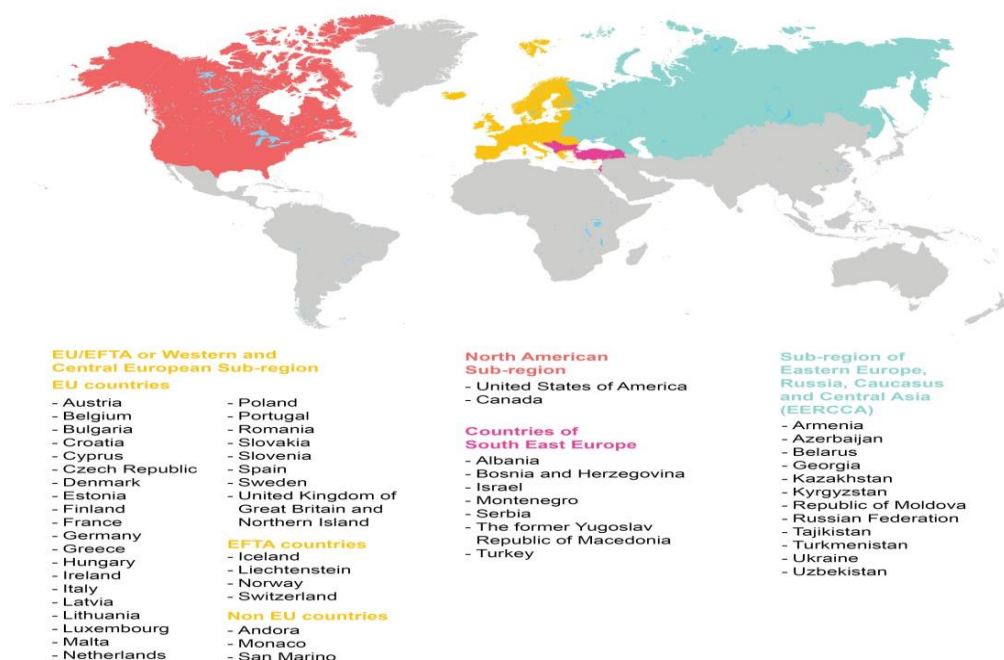 EU/EFTA or Western and
Central European Sub-region
EU countries
- Austria
- Belgium
- Bulgaria
- Croatia
- Cyprus
- Czech Republic
- Denmark
- Estonia
- Finland
- France
- Germany
- Greece
- Hungary
- Ireland
- Italy
- Latvia
- Lithuania
- Luxembourg
- Malta
- Netherlands
- Poland
- Portugal
- Romania
- Slovakia
- Slovenia
- Spain
- Sweden
- United Kingdom of
Great Britain and
Northern Island
EFTA countries
- Iceland
- Liechtenstein
- Norway
- Switzerland
Non EU countries
- Andora
- Monaco
- San Marino
North American
Sub-region
- United States of America
- Canada
Countries of
South East Europe
- Albania
- Bosnia and Herzegovina
- Israel
- Montenegro
- Serbia
- The former Yugoslav
Republic of Macedonia
- Turkey
Sub-region of
Eastern Europe,
Russia, Caucasus
and Central Asia
(EERCCA)
- Armenia
- Azerbaijan
- Belarus
- Georgia
- Kazakhstan
- Kyrgyzstan
- Republic of Moldova
- Russian Federation
- Tajikistan
- Turkmenistan
- Ukraine
- Uzbekistan